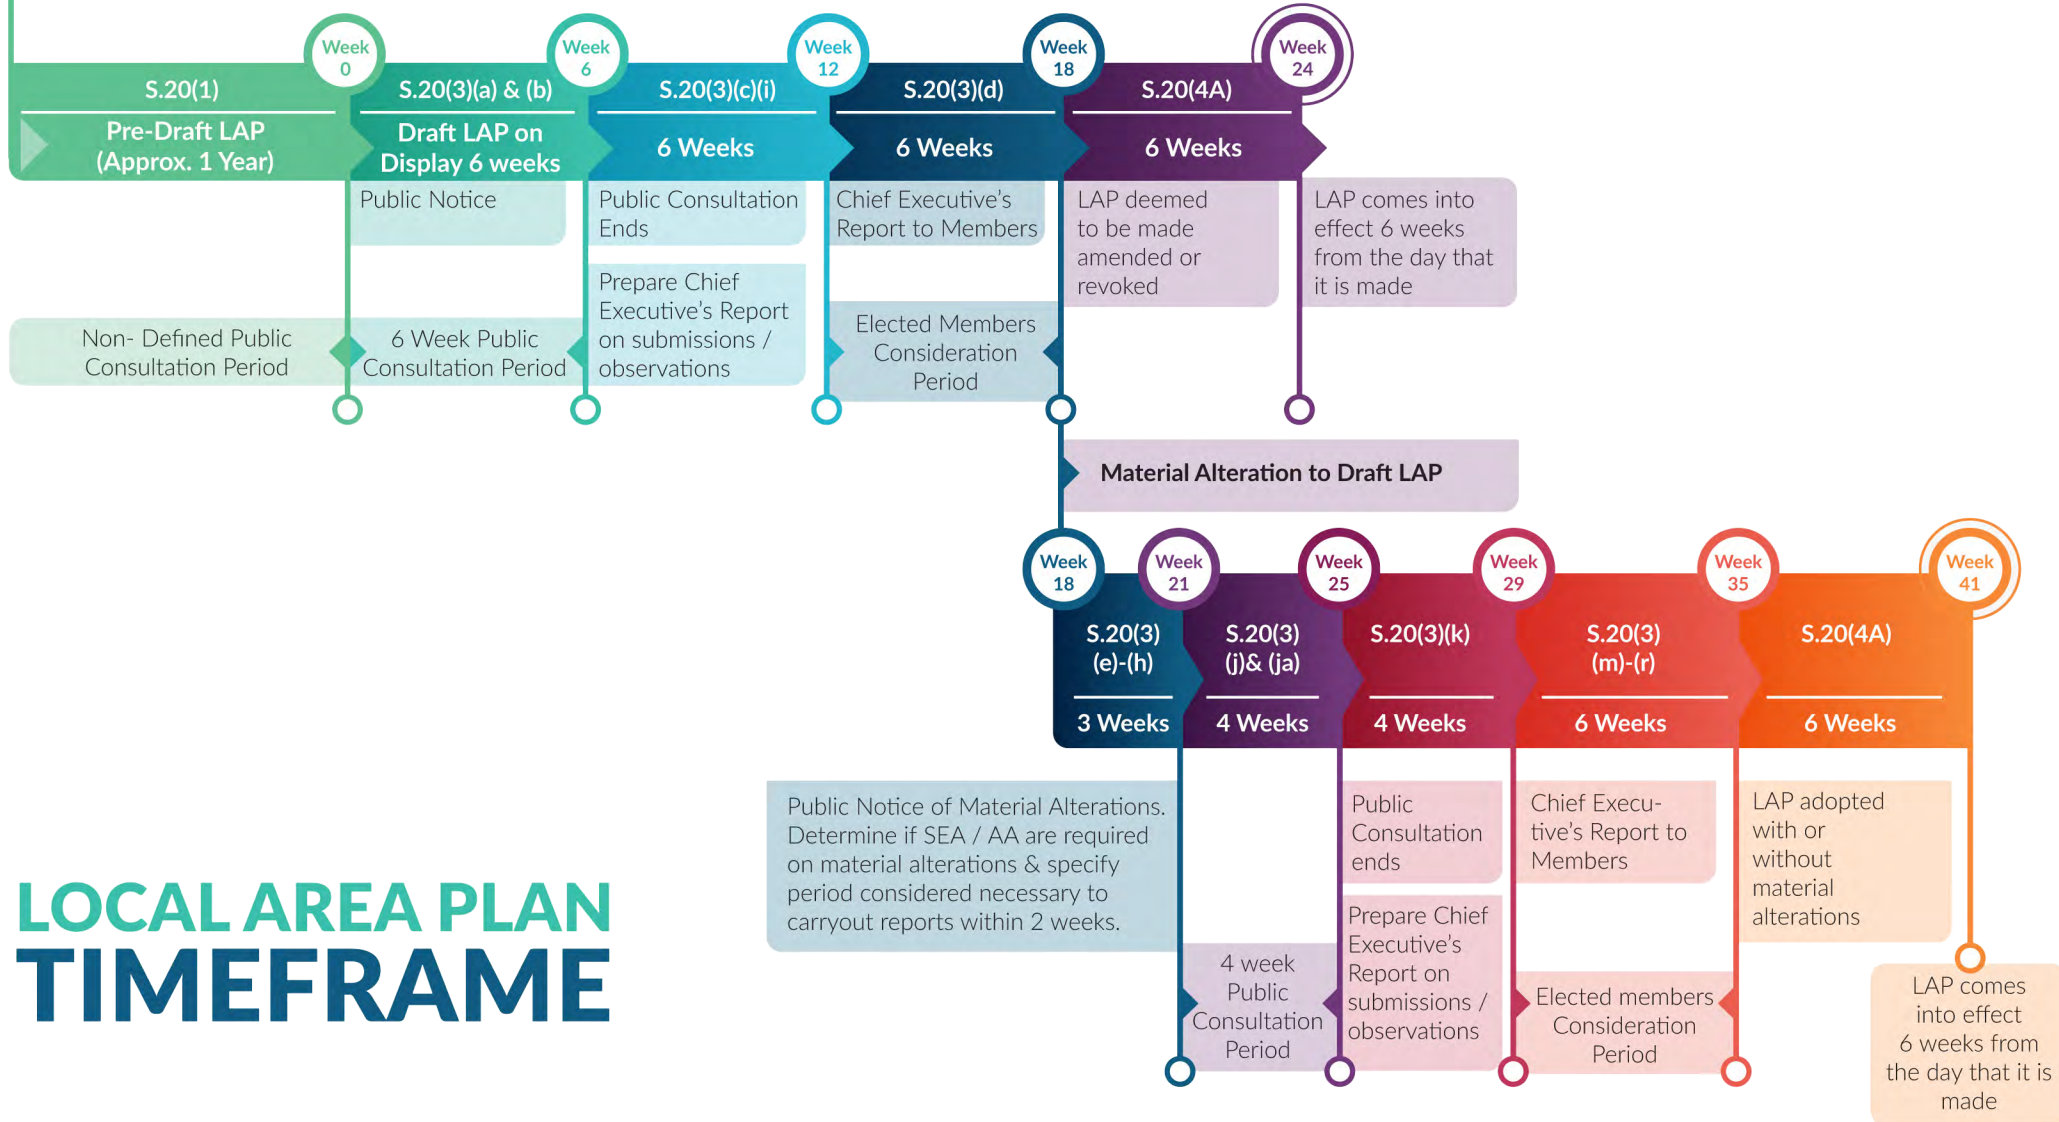 Week
0
Week
6
Week
12
Week
18
Week
24
S.20(1)
Pre-Draft LAP
(Approx. 1 Year)
S.20(3)(a) & (b)
Draft LAP on
Display 6 weeks
S.20(3)(c)(i)
6 Weeks
S.20(3)(d)
6 Weeks
S.20(4A)
6 Weeks
Public Notice
Public Consultation
Ends
Chief Executive's
Report to Members
LAP deemed
to be made
amended or
revoked
LAP comes into
effect 6 weeks
from the day that
it is made
Non- Defined Public
Consultation Period
6 Week Public
Consultation Period
Prepare Chief
Executive's Report
on submissions /
observations
Elected Members
Consideration
Period
Material Alteration to Draft LAP
Week
18
Week
21
Week
25
Week
29
Week
35
Week
41
S.20(3)
(e)-(h)
3 Weeks
S.20(3)
(j)& (ja)
4 Weeks
S.20(3)(k)
4 Weeks
S.20(3)
(m)-(r)
6 Weeks
S.20(4A)
6 Weeks
Public Notice of Material Alterations.
Determine if SEA / AA are required
on material alterations & specify
period considered necessary to
carryout reports within 2 weeks.
4 week
Public
Consultation
Period
Public
Consultation
ends
Prepare Chief
Executive's
Report on
submissions /
observations
Chief Execu-
tive's Report to
Members
Elected members
Consideration
Period
LAP adopted
with or
without
material
alterations
LAP comes
into effect
6 weeks from
the day that it is
made
LOCAL AREA PLAN
TIMEFRAME